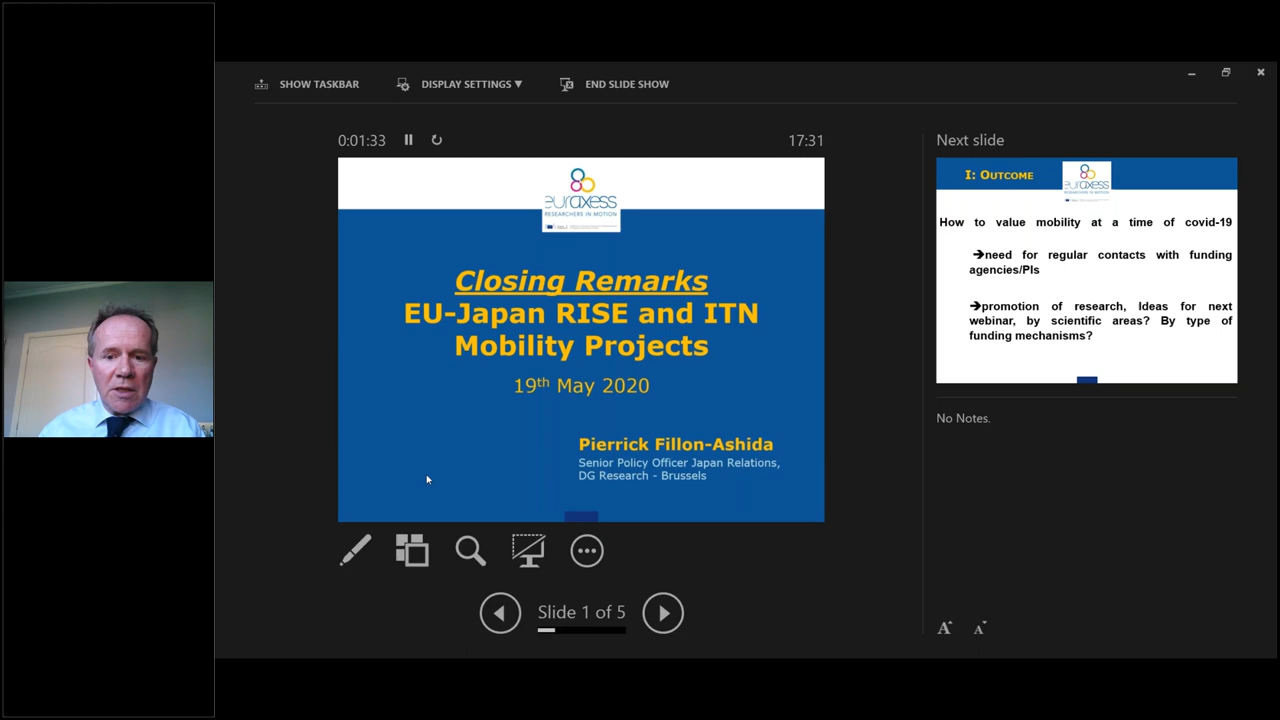 SHOW TASKBAR
DISPLAY SETTINGS ▼
END SLIDE SHOW
0:01:33
17:31
euraxess
RESEARCHERS IN MOTION
Closing Remarks
EU-Japan RISE and ITN
Mobility Projects
19th May 2020
Pierrick Fillon-Ashida
Senior Policy Officer Japan Relations,
DG Research - Brussels
Slide 1 of 5
Next slide
I: OUTCOME
euraxess
How to value mobility at a time of covid-19
➔need for regular contacts with funding
agencies/PIs
➔promotion of research, Ideas for next
webinar, by scientific areas? By type of
funding mechanisms?
No Notes.
A A